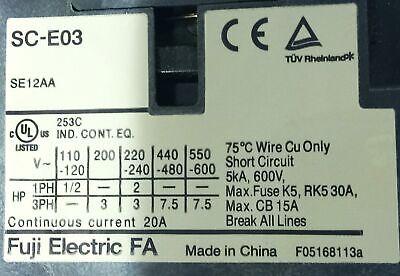 SC-E03
SE12AA
CE
TÜV Rheinland
c UL us LISTED
253C
IND. CONT. EQ.
V~ 110-120 200 220-240 440-480 550-600
HP 1PH 1/2 — 2 — —
3PH — 3 3 7.5 7.5
Continuous current 20A
75°C Wire Cu Only
Short Circuit
5kA, 600V,
Max.Fuse K5, RK5 30A,
Max. CB 15A
Break All Lines
Fuji Electric FA
Made in China
F05168113a